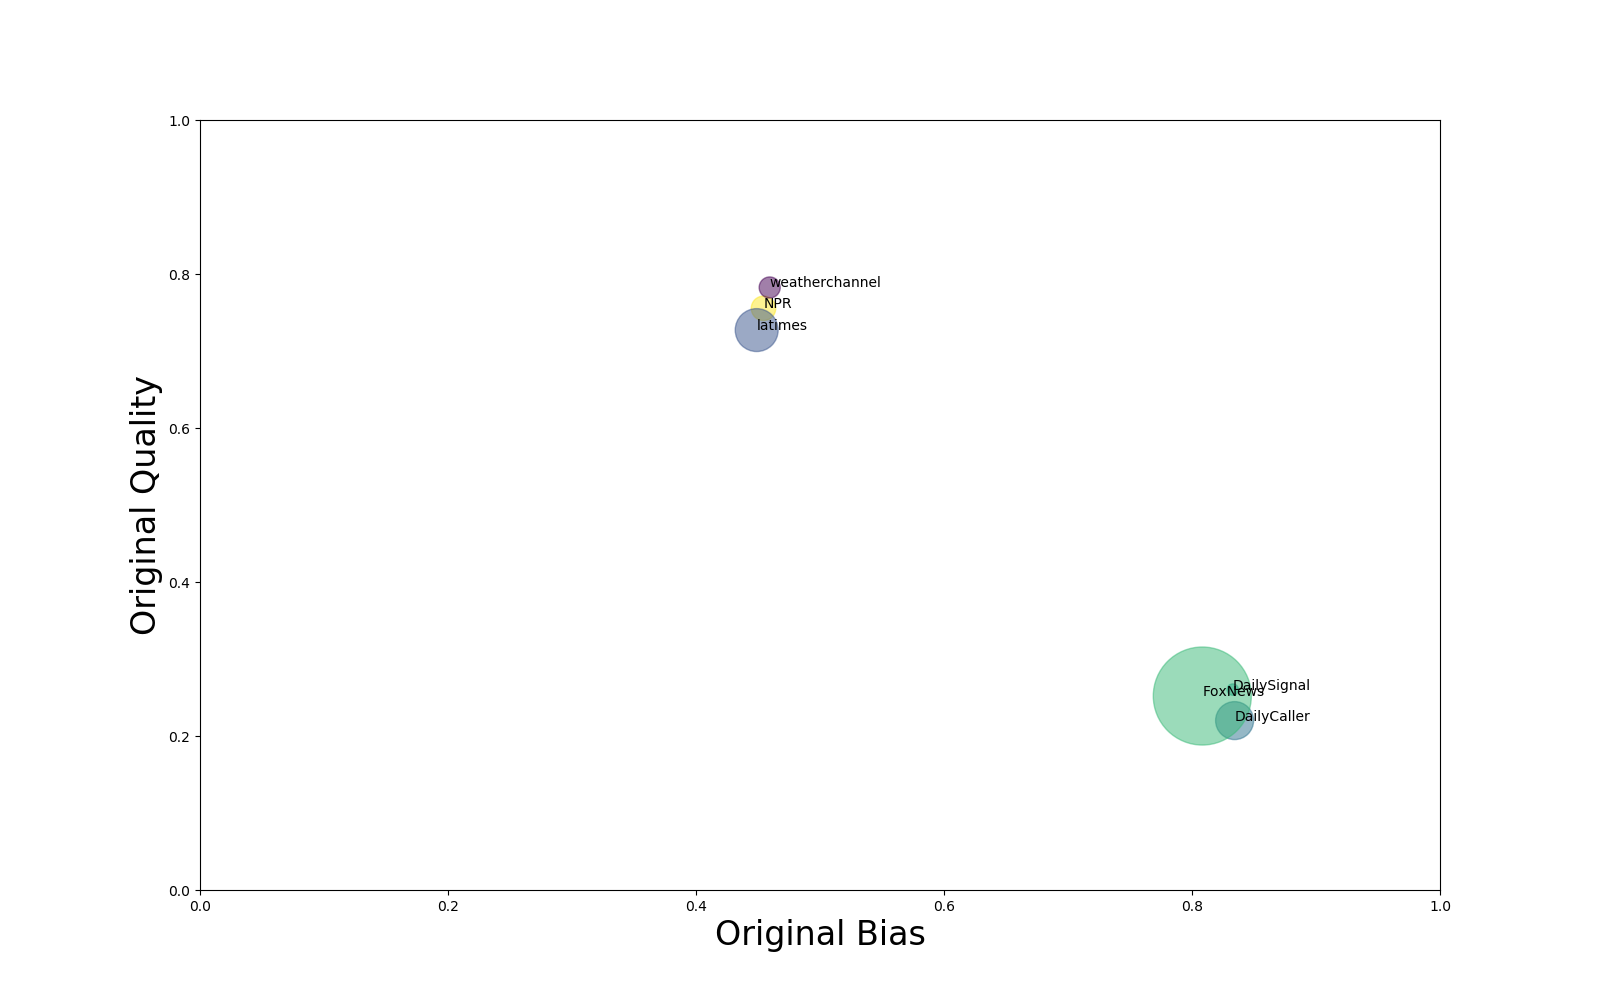 1.0
0.8
0.6
0.4
0.2
0.0
Original Quality
weatherchannel
NPR
latimes
DailySignal
FoxNews
DailyCaller
0.0 0.2 0.4 0.6 0.8 1.0
Original Bias